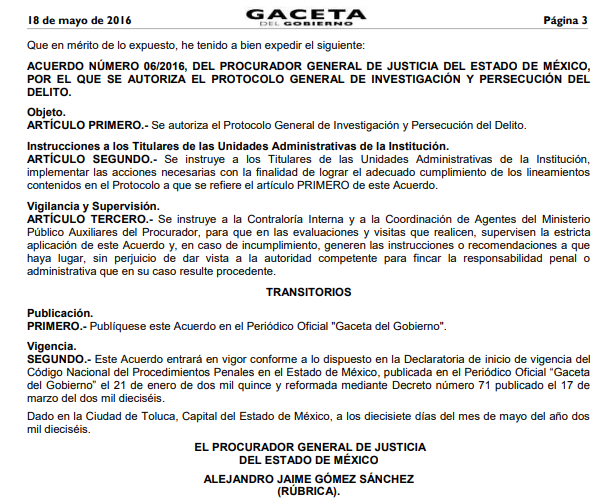 18 de mayo de 2016
GACETA
DEL GOBIERNO
Página 3
Que en mérito de lo expuesto, he tenido a bien expedir el siguiente:
ACUERDO NÚMERO 06/2016, DEL PROCURADOR GENERAL DE JUSTICIA DEL ESTADO DE MÉXICO,
POR EL QUE SE AUTORIZA EL PROTOCOLO GENERAL DE INVESTIGACIÓN Y PERSECUCIÓN DEL
DELITO.
Objeto.
ARTÍCULO PRIMERO.- Se autoriza el Protocolo General de Investigación y Persecución del Delito.
Instrucciones a los Titulares de las Unidades Administrativas de la Institución.
ARTÍCULO SEGUNDO.- Se instruye a los Titulares de las Unidades Administrativas de la Institución,
implementar las acciones necesarias con la finalidad de lograr el adecuado cumplimiento de los lineamientos
contenidos en el Protocolo a que se refiere el artículo PRIMERO de este Acuerdo.
Vigilancia y Supervisión.
ARTÍCULO TERCERO.- Se instruye a la Contraloría Interna y a la Coordinación de Agentes del Ministerio
Público Auxiliares del Procurador, para que en las evaluaciones y visitas que realicen, supervisen la estricta
aplicación de este Acuerdo y, en caso de incumplimiento, generen las instrucciones o recomendaciones a que
haya lugar, sin perjuicio de dar vista a la autoridad competente para fincar la responsabilidad penal o
administrativa que en su caso resulte procedente.
TRANSITORIOS
Publicación.
PRIMERO.- Publíquese este Acuerdo en el Periódico Oficial "Gaceta del Gobierno".
Vigencia.
SEGUNDO.- Este Acuerdo entrará en vigor conforme a lo dispuesto en la Declaratoria de inicio de vigencia del
Código Nacional del Procedimientos Penales en el Estado de México, publicada en el Periódico Oficial “Gaceta
del Gobierno” el 21 de enero de dos mil quince y reformada mediante Decreto número 71 publicado el 17 de
marzo del dos mil dieciséis.
Dado en la Ciudad de Toluca, Capital del Estado de México, a los diecisiete días del mes de mayo del año dos
mil dieciséis.
EL PROCURADOR GENERAL DE JUSTICIA
DEL ESTADO DE MÉXICO
ALEJANDRO JAIME GÓMEZ SÁNCHEZ
(RÚBRICA).